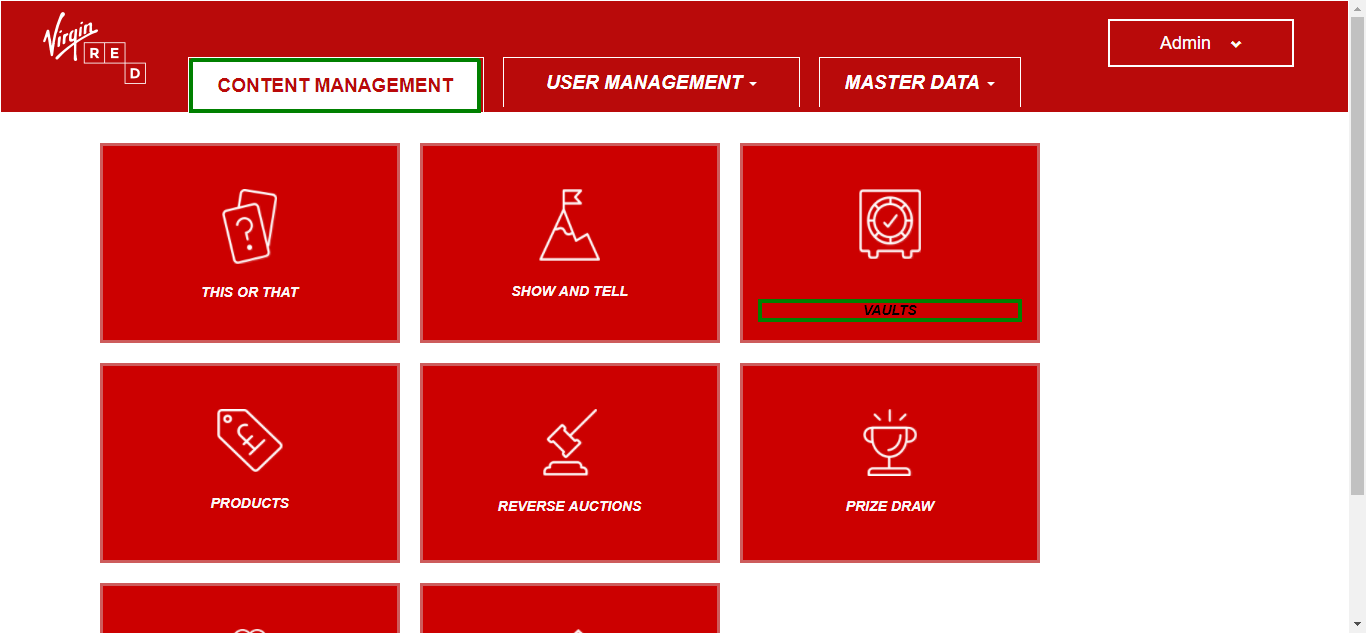 Virgin
RED
Admin
CONTENT MANAGEMENT
USER MANAGEMENT
MASTER DATA
?
THIS OR THAT
SHOW AND TELL
VAULTS
£
PRODUCTS
REVERSE AUCTIONS
PRIZE DRAW